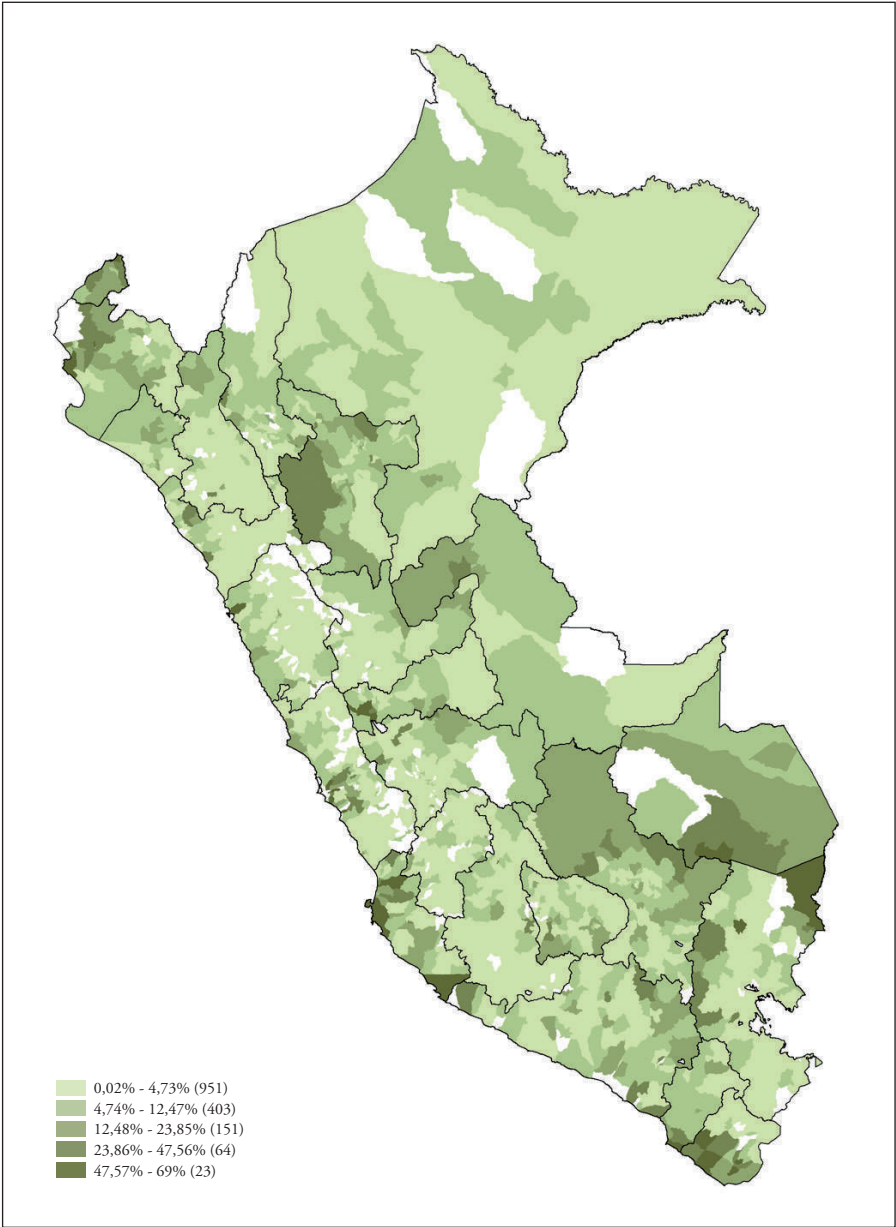 0,02% - 4,73% (951)
4,74% - 12,47% (403)
12,48% - 23,85% (151)
23,86% - 47,56% (64)
47,57% - 69% (23)